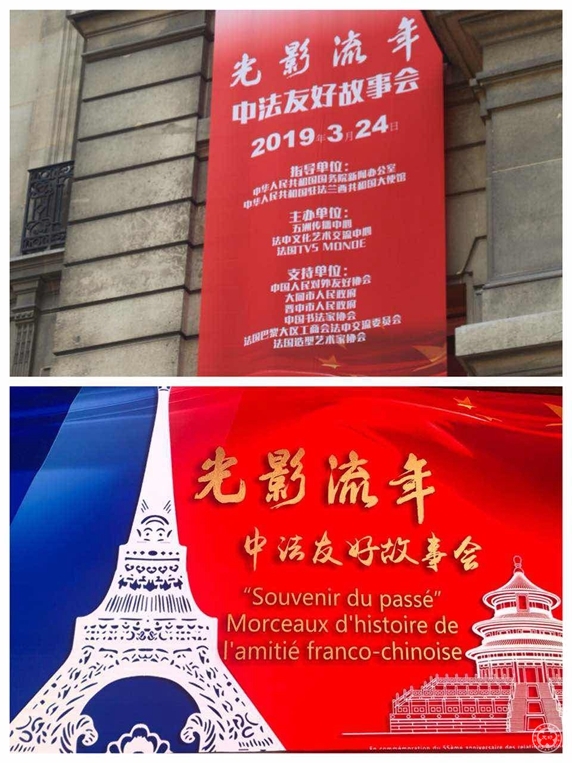 光影流年
中法友好故事会
2019年3月24日
指导单位：
中华人民共和国国务院新闻办公室
中华人民共和国驻法兰西共和国大使馆
主办单位：
五洲传播中心
法中文化艺术交流中心
法国TV5 MONDE
支持单位：
中国人民对外友好协会
大同市人民政府
晋中市人民政府
中国书法家协会
法国巴黎大区工商会法中交流委员会
法国造型艺术家协会
光影流年
中法友好故事会
“Souvenir du passé”
Morceaux d'histoire de
l'amitié franco-chinoise
En commémoration du 55ème anniversaire des relation